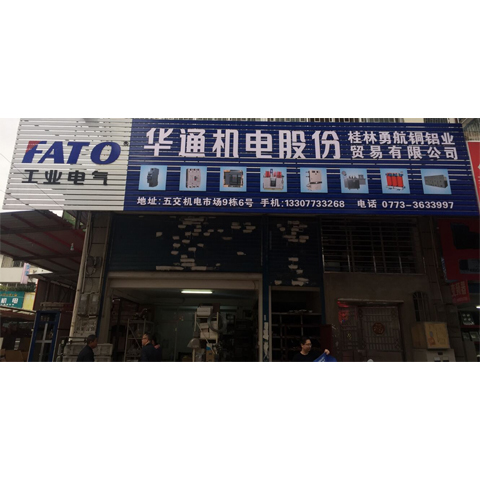 FATO
工业电气
华通机电股份
桂林勇航铜铝业
贸易有限公司
地址:五交机电市场9栋6号 手机:13307733268 电话 0773-3633997